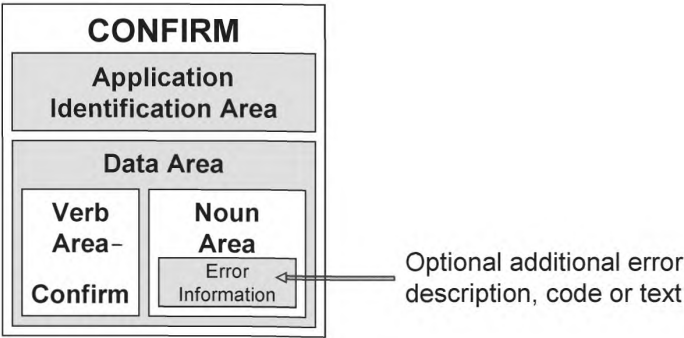 CONFIRM
Application
Identification Area
Data Area
Verb
Area–
Confirm
Noun
Area
Error
Information
Optional additional error
description, code or text